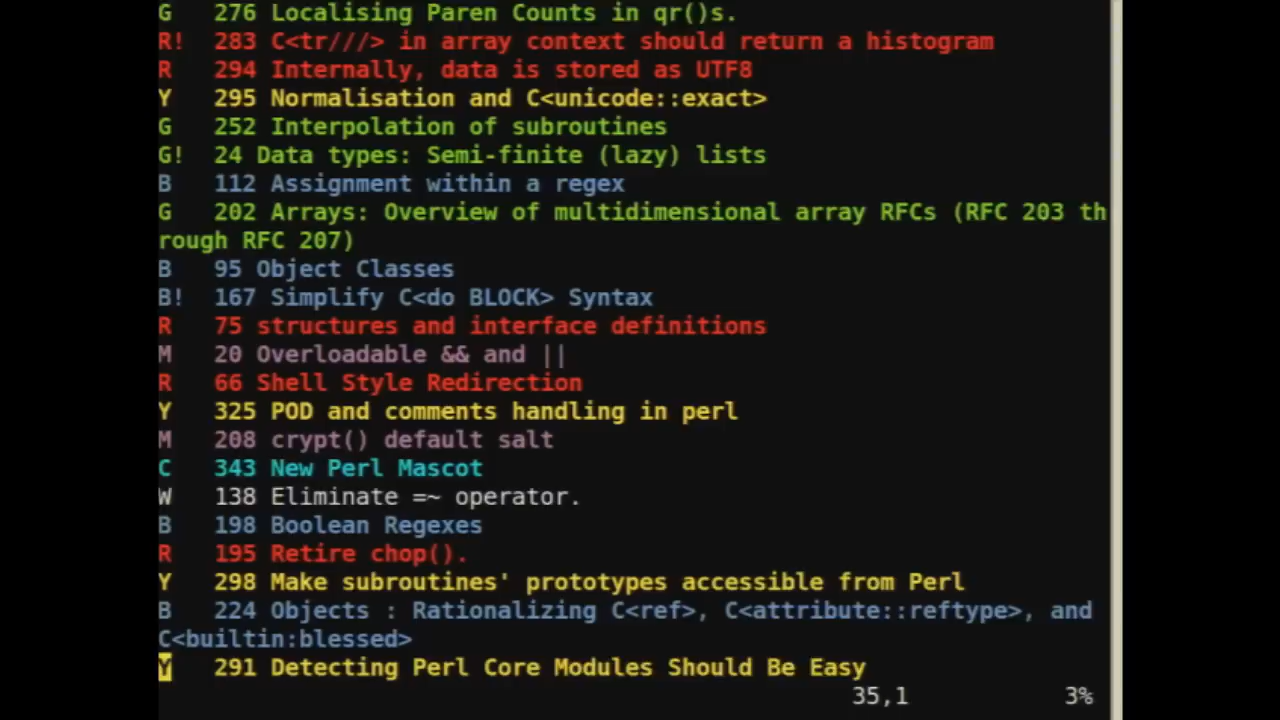 G   276 Localising Paren Counts in qr()s.
R!  283 C<tr///> in array context should return a histogram
R   294 Internally, data is stored as UTF8
Y   295 Normalisation and C<unicode::exact>
G   252 Interpolation of subroutines
G!  24 Data types: Semi-finite (lazy) lists
B   112 Assignment within a regex
G   202 Arrays: Overview of multidimensional array RFCs (RFC 203 th
rough RFC 207)
B   95 Object Classes
B!  167 Simplify C<do BLOCK> Syntax
R   75 structures and interface definitions
M   20 Overloadable && and ||
R   66 Shell Style Redirection
Y   325 POD and comments handling in perl
M   208 crypt() default salt
C   343 New Perl Mascot
W   138 Eliminate =~ operator.
B   198 Boolean Regexes
R   195 Retire chop().
Y   298 Make subroutines' prototypes accessible from Perl
B   224 Objects : Rationalizing C<ref>, C<attribute::reftype>, and
C<builtin:blessed>
Y   291 Detecting Perl Core Modules Should Be Easy
35,1 3%